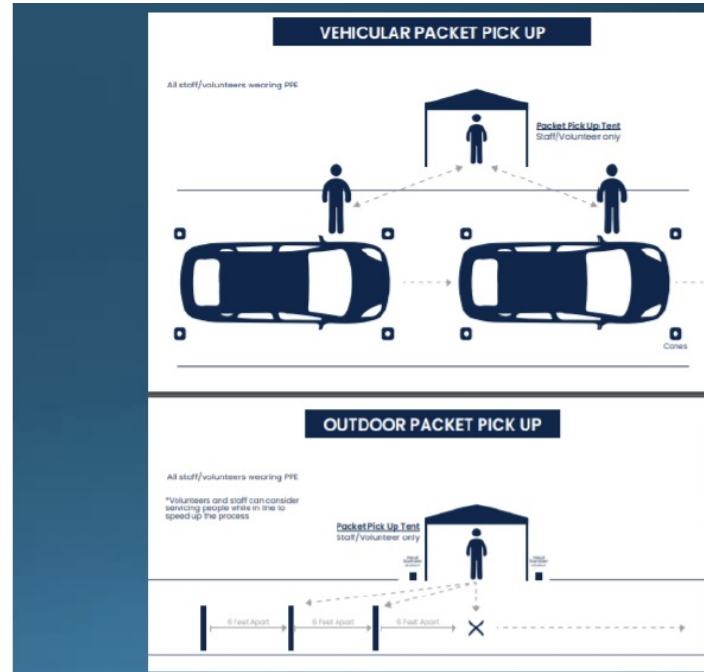 VEHICULAR PACKET PICK UP
All staff/volunteers wearing PPE
Packet Pick Up Tent
Staff/Volunteer only
Cones
OUTDOOR PACKET PICK UP
All staff/volunteers wearing PPE
*Volunteers and staff can consider
servicing people while in line to
speed up the process
Packet Pick Up Tent
Staff/Volunteer only
6 Feet Apart
6 Feet Apart
6 Feet Apart